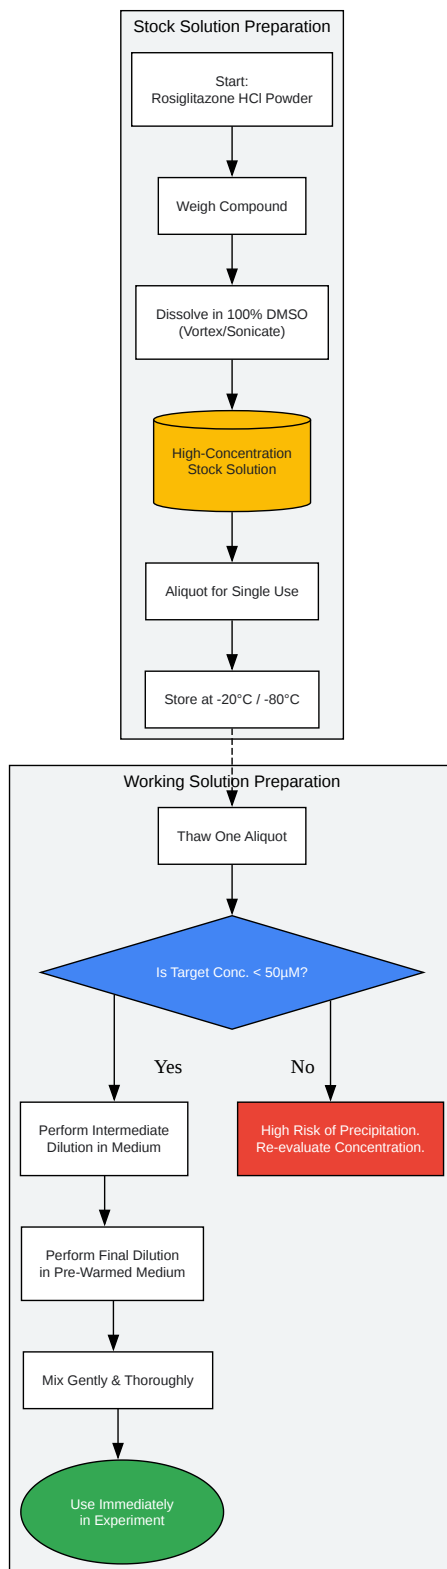 Stock Solution Preparation
Start:
Rosiglitazone HCl Powder
Weigh Compound
Dissolve in 100% DMSO
(Vortex/Sonicate)
High-Concentration
Stock Solution
Aliquot for Single Use
Store at -20°C / -80°C
Working Solution Preparation
Thaw One Aliquot
Is Target Conc. < 50µM?
Yes
No
Perform Intermediate
Dilution in Medium
High Risk of Precipitation.
Re-evaluate Concentration.
Perform Final Dilution
in Pre-Warmed Medium
Mix Gently & Thoroughly
Use Immediately
in Experiment